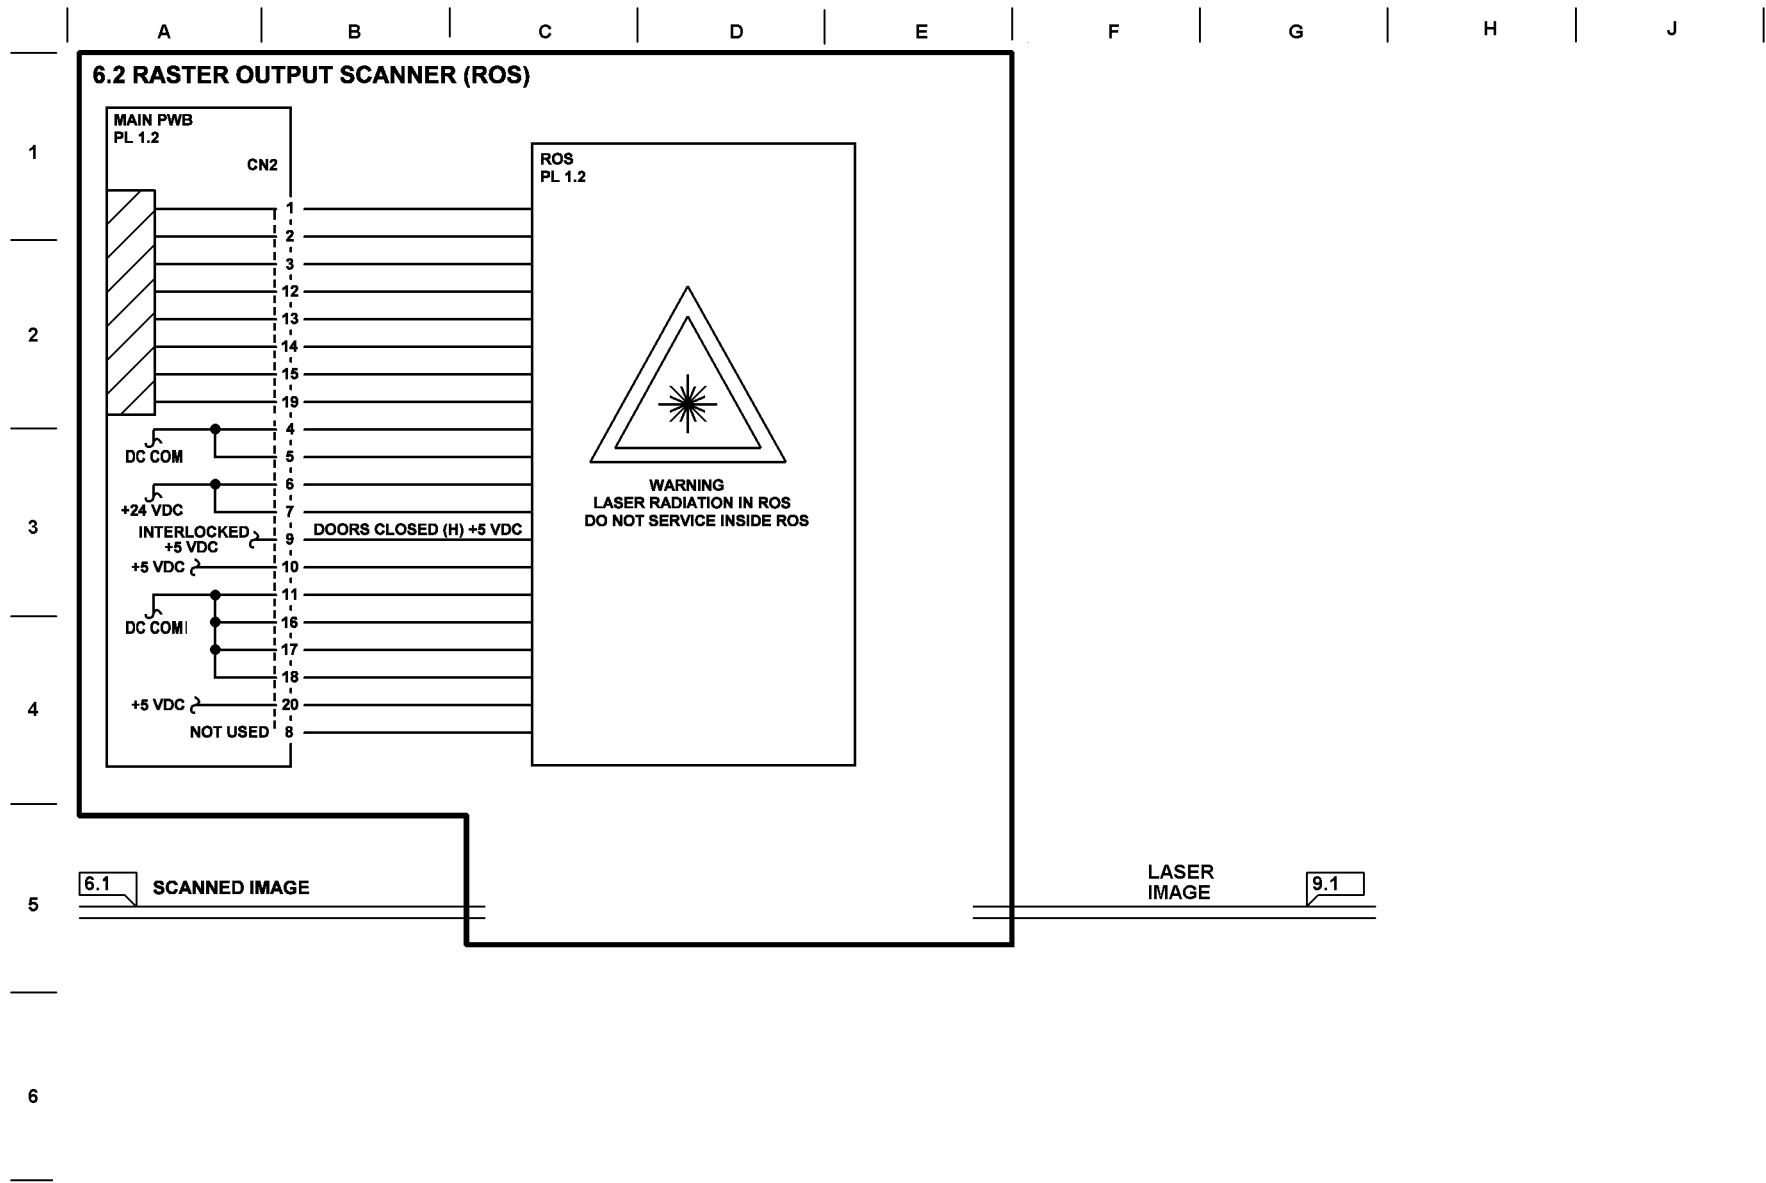 A B C D E F G H J
6.2 RASTER OUTPUT SCANNER (ROS)
MAIN PWB
PL 1.2
CN2
1
ROS
PL 1.2
1
2
3
12
2
13
14
15
19
4
DC COM
5
6
WARNING
LASER RADIATION IN ROS
DO NOT SERVICE INSIDE ROS
+24 VDC
7
3
INTERLOCKED
+5 VDC
9
DOORS CLOSED (H) +5 VDC
+5 VDC
10
11
DC COM
16
17
18
4
+5 VDC
20
NOT USED
8
6.1
SCANNED IMAGE
LASER
IMAGE
9.1
5
6